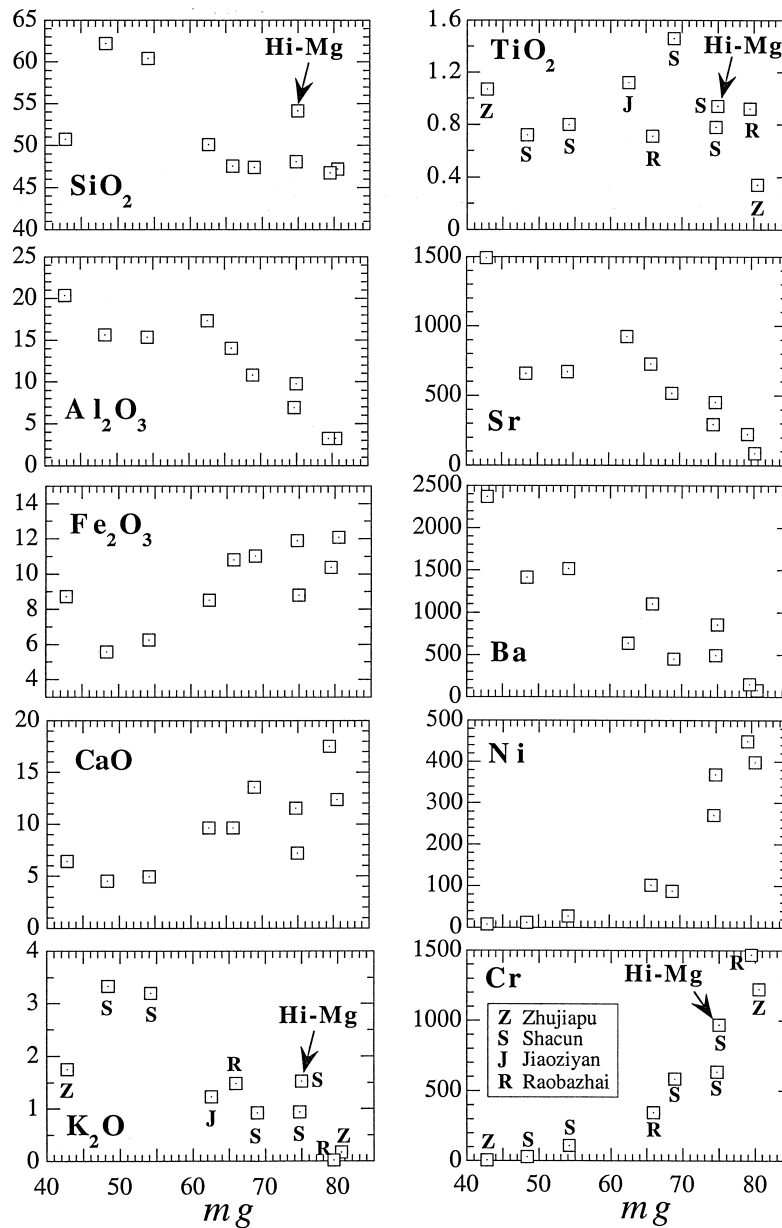 65
60
55
50
45
40
Hi-Mg
SiO2
1.6
1.2
0.8
0.4
0
TiO2
Hi-Mg
Z
S
S
J
S
R
S
S
R
Z
25
20
15
10
5
0
Al2O3
1500
1000
500
0
Sr
14
12
10
8
6
4
Fe2O3
2500
2000
1500
1000
500
0
Ba
20
15
10
5
0
CaO
500
400
300
200
100
0
Ni
4
3
2
1
0
K2O
Hi-Mg
Z
S
S
J
R
S
S
S
R
Z
40 50 60 70 80
mg
1500
1000
500
0
Cr
Hi-Mg
Z Zhujiapu
S Shacun
J Jiaoziyan
R Raobazhai
Z
S
S
R
S
S
S
R
Z
40 50 60 70 80
mg